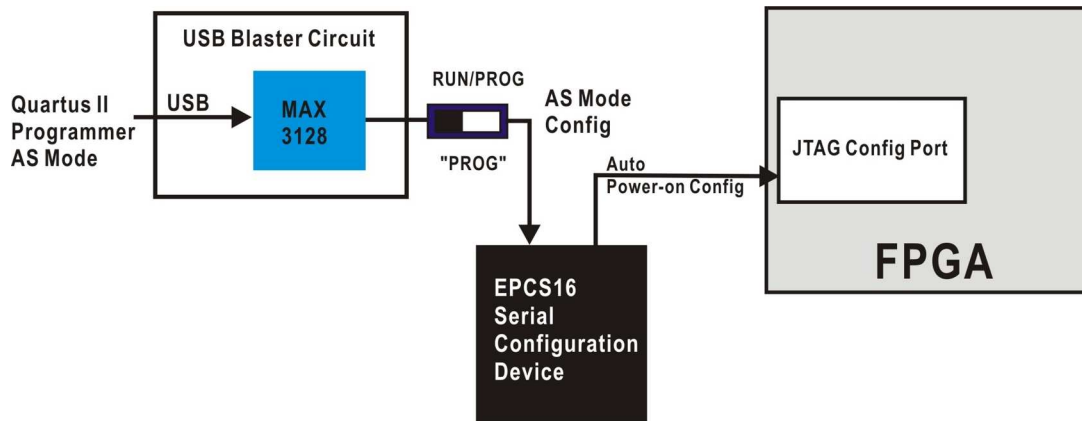 USB Blaster Circuit
Quartus II
Programmer
AS Mode
USB
MAX
3128
RUN/PROG
"PROG"
AS Mode
Config
Auto
Power-on Config
JTAG Config Port
FPGA
EPCS16
Serial
Configuration
Device